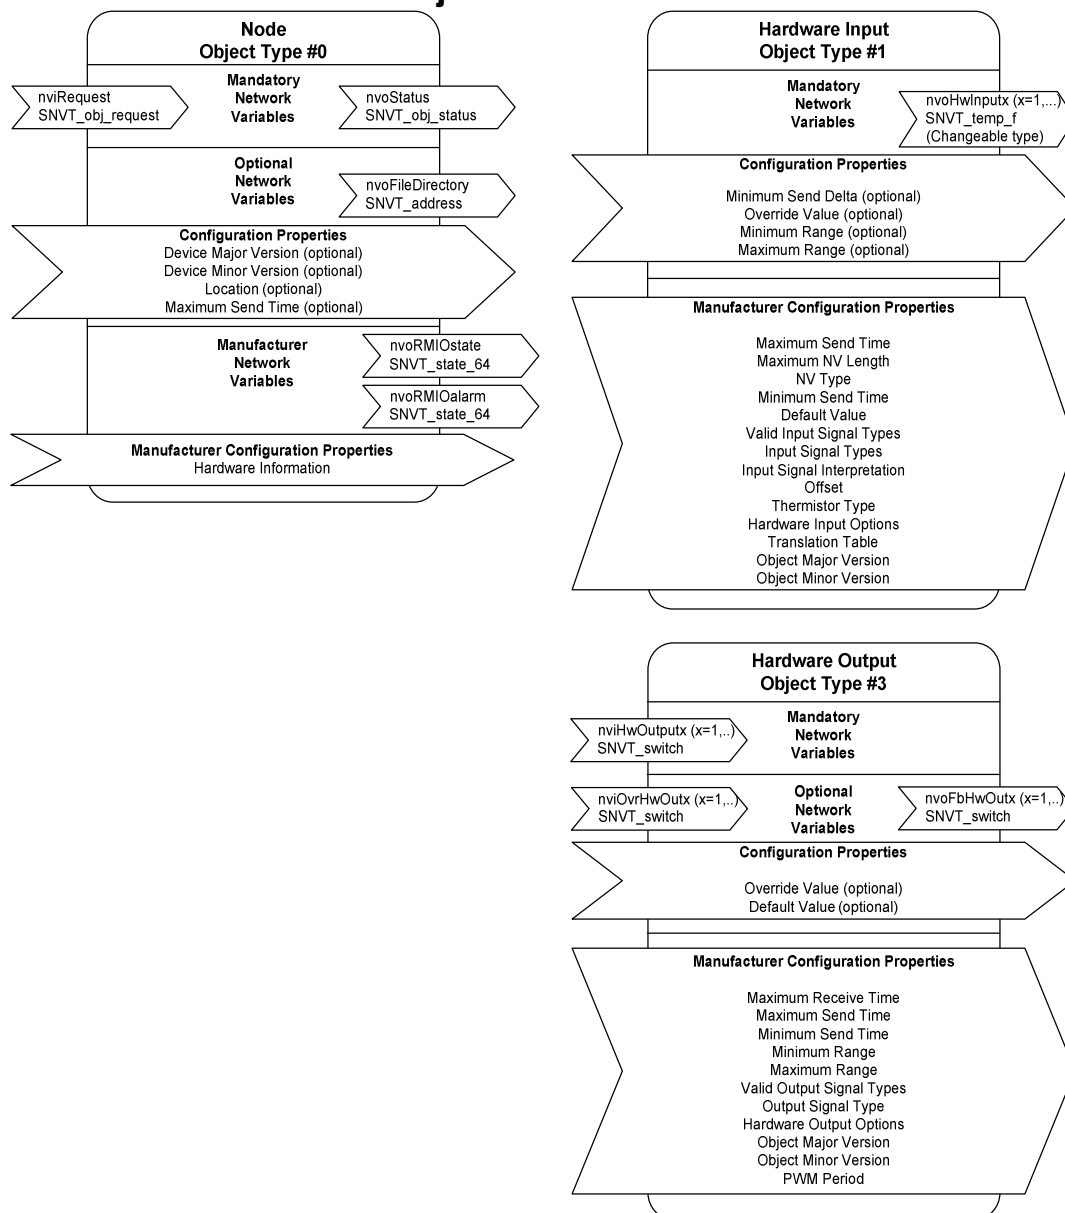 Node
Object Type #0
Mandatory
Network
Variables
nviRequest
SNVT_obj_request
nvoStatus
SNVT_obj_status
Optional
Network
Variables
nvoFileDirectory
SNVT_address
Configuration Properties
Device Major Version (optional)
Device Minor Version (optional)
Location (optional)
Maximum Send Time (optional)
Manufacturer
Network
Variables
nvoRMIOstate
SNVT_state_64
nvoRMIOalarm
SNVT_state_64
Manufacturer Configuration Properties
Hardware Information
Hardware Input
Object Type #1
Mandatory
Network
Variables
nvoHwInputx (x=1,...)
SNVT_temp_f
(Changeable type)
Configuration Properties
Minimum Send Delta (optional)
Override Value (optional)
Minimum Range (optional)
Maximum Range (optional)
Manufacturer Configuration Properties
Maximum Send Time
Maximum NV Length
NV Type
Minimum Send Time
Default Value
Valid Input Signal Types
Input Signal Types
Input Signal Interpretation
Offset
Thermistor Type
Hardware Input Options
Translation Table
Object Major Version
Object Minor Version
Hardware Output
Object Type #3
Mandatory
Network
Variables
nviHwOutputx (x=1,..)
SNVT_switch
Optional
Network
Variables
nviOvrHwOutx (x=1,..)
SNVT_switch
nvoFbHwOutx (x=1,..)
SNVT_switch
Configuration Properties
Override Value (optional)
Default Value (optional)
Manufacturer Configuration Properties
Maximum Receive Time
Maximum Send Time
Minimum Send Time
Minimum Range
Maximum Range
Valid Output Signal Types
Output Signal Type
Hardware Output Options
Object Major Version
Object Minor Version
PWM Period